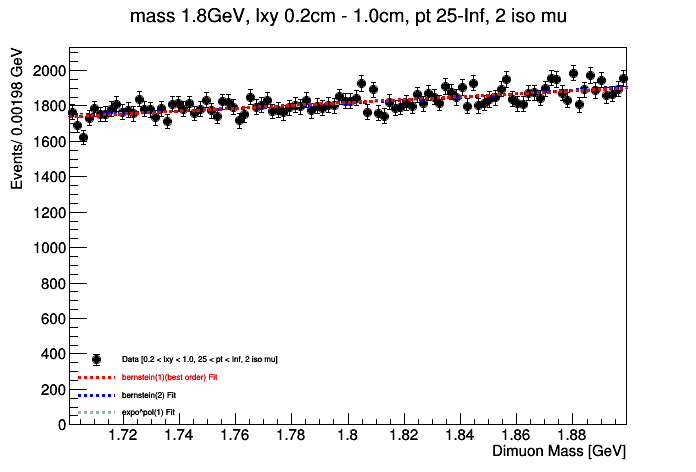 mass 1.8GeV, lxy 0.2cm - 1.0cm, pt 25-Inf, 2 iso mu
Events/ 0.00198 GeV
2000
1800
1600
1400
1200
1000
800
600
400
200
0
Data [0.2 < lxy < 1.0, 25 < pt < Inf, 2 iso mu]
bernstein(1)(best order) Fit
bernstein(2) Fit
expo*pol(1) Fit
1.72 1.74 1.76 1.78 1.8 1.82 1.84 1.86 1.88
Dimuon Mass [GeV]